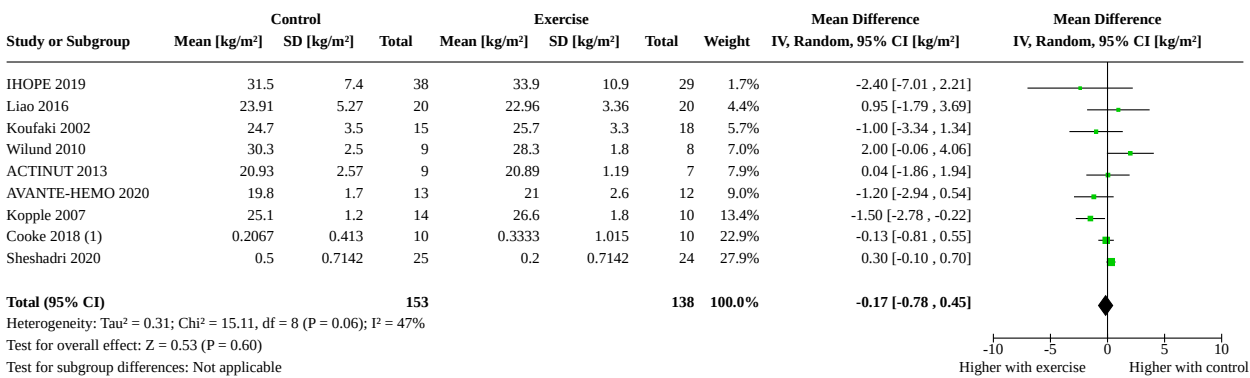 Control Exercise Mean Difference Mean Difference
Study or Subgroup Mean [kg/m²] SD [kg/m²] Total Mean [kg/m²] SD [kg/m²] Total Weight IV, Random, 95% CI [kg/m²] IV, Random, 95% CI [kg/m²]
IHOPE 2019 31.5 7.4 38 33.9 10.9 29 1.7% -2.40 [-7.01 , 2.21]
Liao 2016 23.91 5.27 20 22.96 3.36 20 4.4% 0.95 [-1.79 , 3.69]
Koufaki 2002 24.7 3.5 15 25.7 3.3 18 5.7% -1.00 [-3.34 , 1.34]
Wilund 2010 30.3 2.5 9 28.3 1.8 8 7.0% 2.00 [-0.06 , 4.06]
ACTINUT 2013 20.93 2.57 9 20.89 1.19 7 7.9% 0.04 [-1.86 , 1.94]
AVANTE-HEMO 2020 19.8 1.7 13 21 2.6 12 9.0% -1.20 [-2.94 , 0.54]
Kopple 2007 25.1 1.2 14 26.6 1.8 10 13.4% -1.50 [-2.78 , -0.22]
Cooke 2018 (1) 0.2067 0.413 10 0.3333 1.015 10 22.9% -0.13 [-0.81 , 0.55]
Sheshadri 2020 0.5 0.7142 25 0.2 0.7142 24 27.9% 0.30 [-0.10 , 0.70]
Total (95% CI) 153 138 100.0% -0.17 [-0.78 , 0.45]
Heterogeneity: Tau² = 0.31; Chi² = 15.11, df = 8 (P = 0.06); I² = 47%
Test for overall effect: Z = 0.53 (P = 0.60)
-10 -5 0 5 10
Test for subgroup differences: Not applicable
Higher with exercise Higher with control